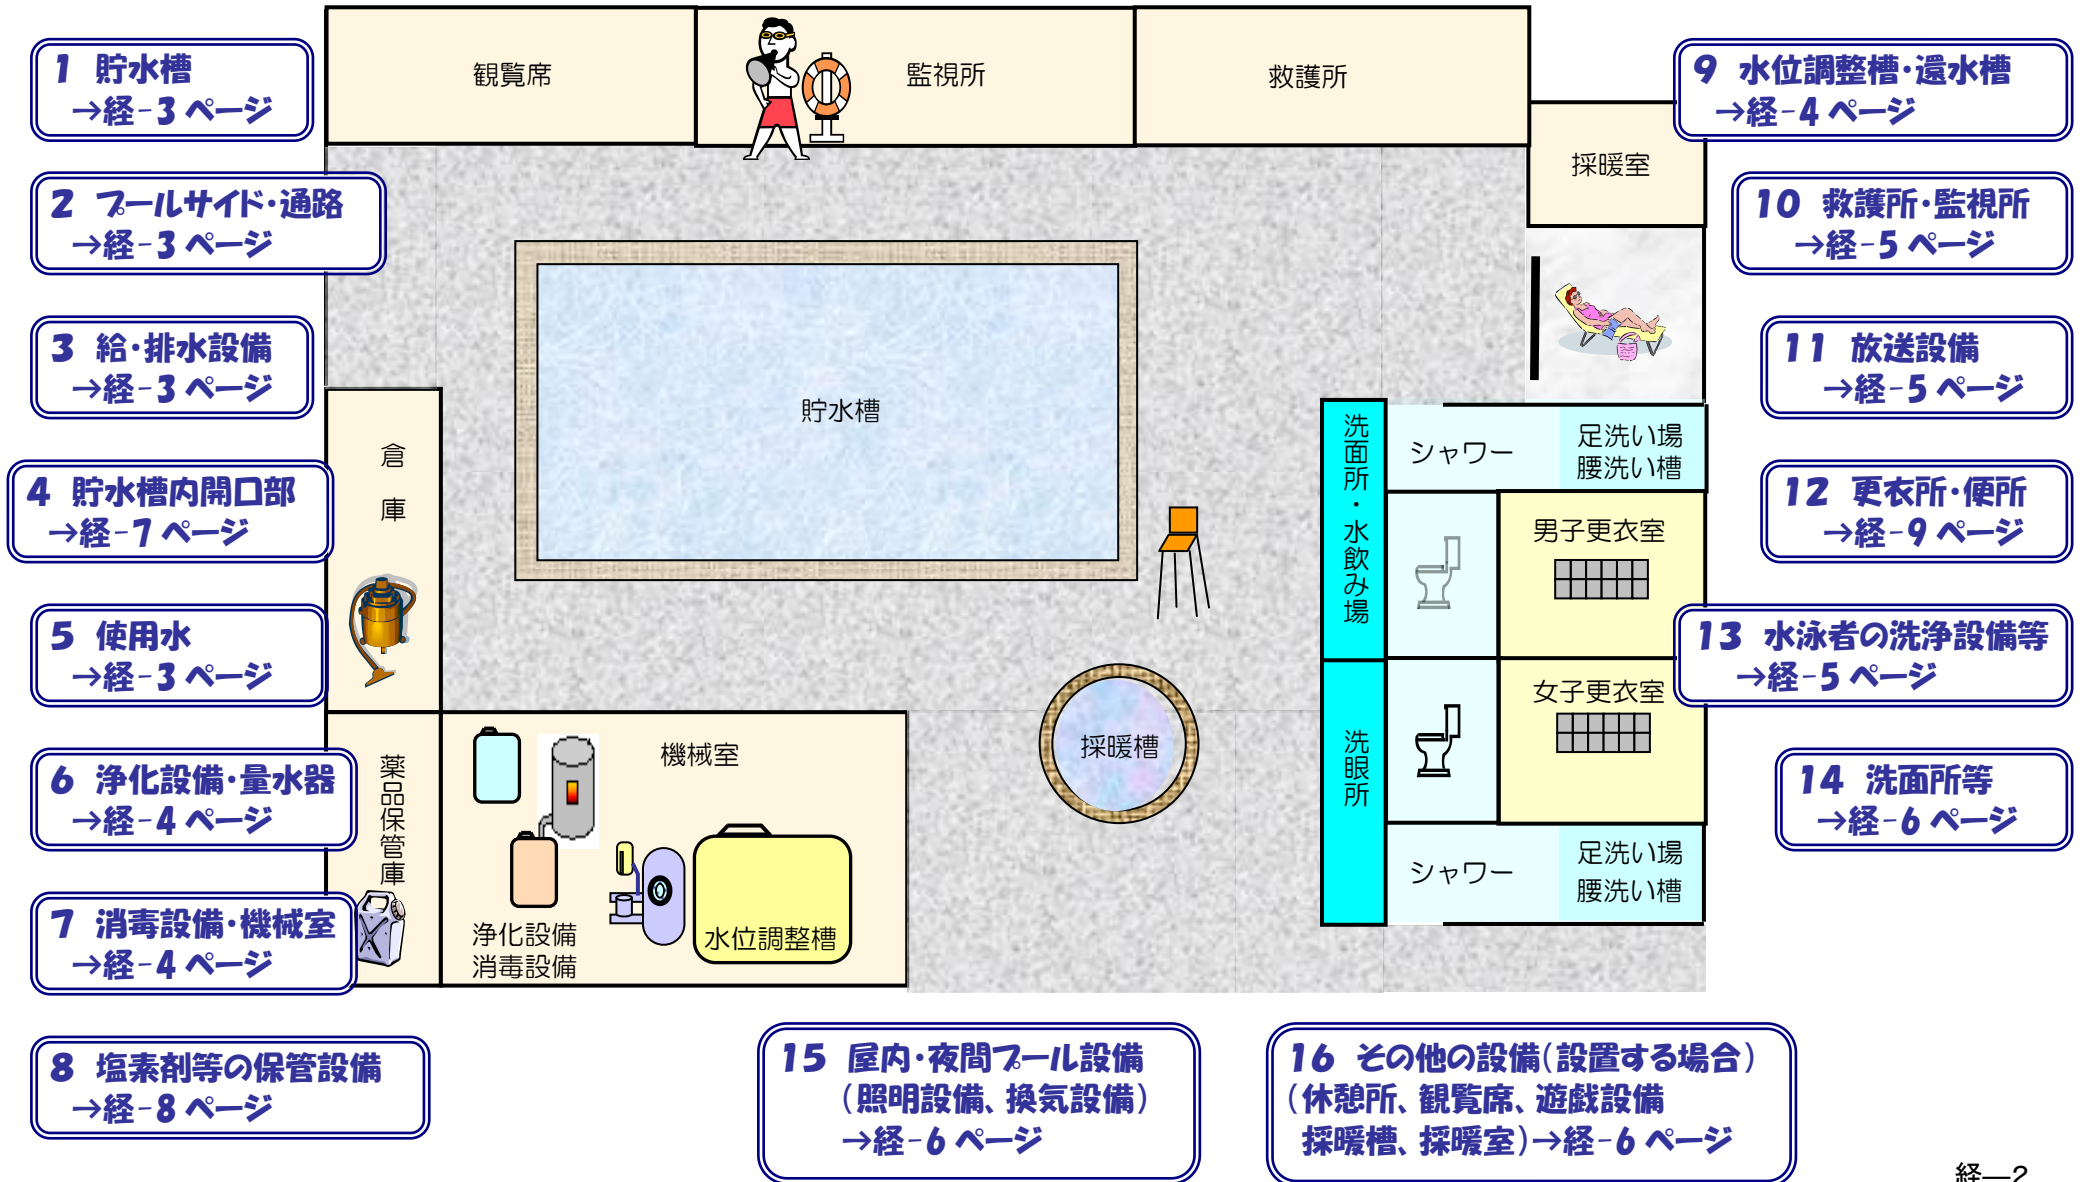 1 貯水槽
→経-3 ページ
2 プールサイド・通路
→経-3 ページ
3 給・排水設備
→経-3 ページ
4 貯水槽内開口部
→経-7 ページ
5 使用水
→経-3 ページ
6 浄化設備・量水器
→経-4 ページ
7 消毒設備・機械室
→経-4 ページ
8 塩素剤等の保管設備
→経-8 ページ
観覧席
監視所
救護所
採暖室
貯水槽
倉庫
薬品保管庫
機械室
浄化設備
消毒設備
水位調整槽
採暖槽
洗面所・水飲み場
洗眼所
シャワー
足洗い場
腰洗い槽
男子更衣室
女子更衣室
シャワー
足洗い場
腰洗い槽
9 水位調整槽・還水槽
→経-4 ページ
10 救護所・監視所
→経-5 ページ
11 放送設備
→経-5 ページ
12 更衣所・便所
→経-9 ページ
13 水泳者の洗浄設備等
→経-5 ページ
14 洗面所等
→経-6 ページ
15 屋内・夜間プール設備
(照明設備、換気設備)
→経-6 ページ
16 その他の設備(設置する場合)
(休憩所、観覧席、遊戯設備
採暖槽、採暖室)→経-6 ページ
経―2